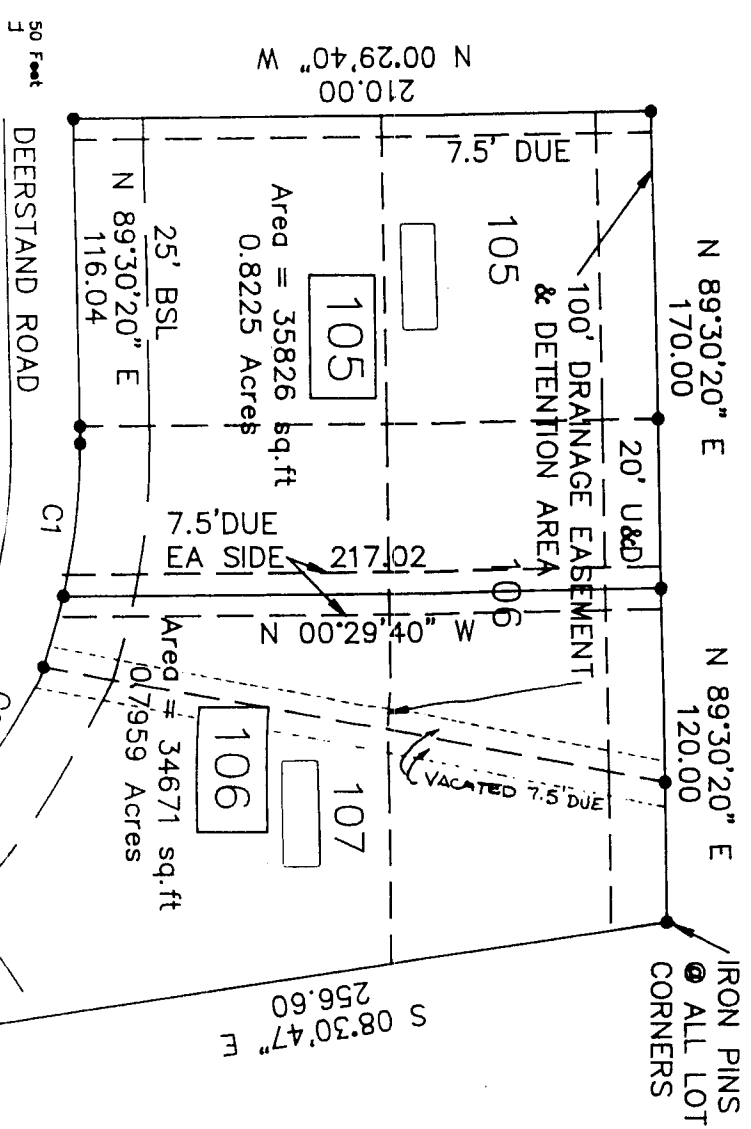 N 89°30'20" E
170.00
N 89°30'20" E
120.00
IRON PINS
@ ALL LOT
CORNERS
20' U&D
100' DRAINAGE EASEMENT
& DETENTION AREA
105
106
107
7.5' DUE
N 00°29'40" W
210.00
105
Area = 35826 sq.ft
0.8225 Acres
7.5'DUE
EA SIDE
217.02
N 00°29'40" W
VACATED 7.5'DUE
106
Area = 34671 sq.ft
0.7959 Acres
S 08°30'47" E
256.60
25' BSL
N 89°30'20" E
116.04
C1
DEERSTAND ROAD
50 Feet